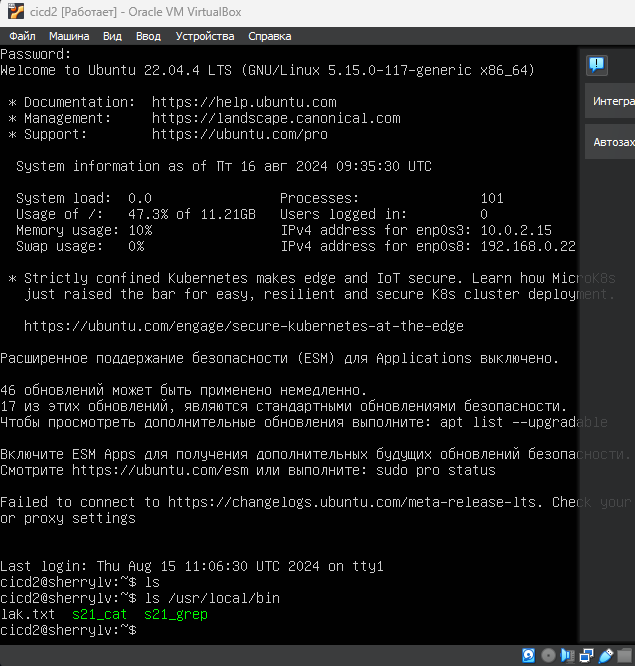 cicd2 [Работает] - Oracle VM VirtualBox
Файл Машина Вид Ввод Устройства Справка
Password:
Welcome to Ubuntu 22.04.4 LTS (GNU/Linux 5.15.0-117-generic x86_64)
* Documentation: https://help.ubuntu.com
* Management: https://landscape.canonical.com
* Support: https://ubuntu.com/pro
System information as of Пт 16 авг 2024 09:35:30 UTC
System load: 0.0 Processes: 101
Usage of /: 47.3% of 11.21GB Users logged in: 0
Memory usage: 10% IPv4 address for enp0s3: 10.0.2.15
Swap usage: 0% IPv4 address for enp0s8: 192.168.0.22
* Strictly confined Kubernetes makes edge and IoT secure. Learn how MicroK8s
just raised the bar for easy, resilient and secure K8s cluster deployment.
https://ubuntu.com/engage/secure-kubernetes-at-the-edge
Расширенное поддержание безопасности (ESM) для Applications выключено.
46 обновлений может быть применено немедленно.
17 из этих обновлений, являются стандартными обновлениями безопасности.
Чтобы просмотреть дополнительные обновления выполните: apt list --upgradable
Включите ESM Apps для получения дополнительных будущих обновлений безопасности.
Смотрите https://ubuntu.com/esm или выполните: sudo pro status
Failed to connect to https://changelogs.ubuntu.com/meta-release-lts. Check your
or proxy settings
Last login: Thu Aug 15 11:06:30 UTC 2024 on tty1
cicd2@sherrylv:~$ ls
cicd2@sherrylv:~$ ls /usr/local/bin
lak.txt s21_cat s21_grep
cicd2@sherrylv:~$
Интегра
Автозах